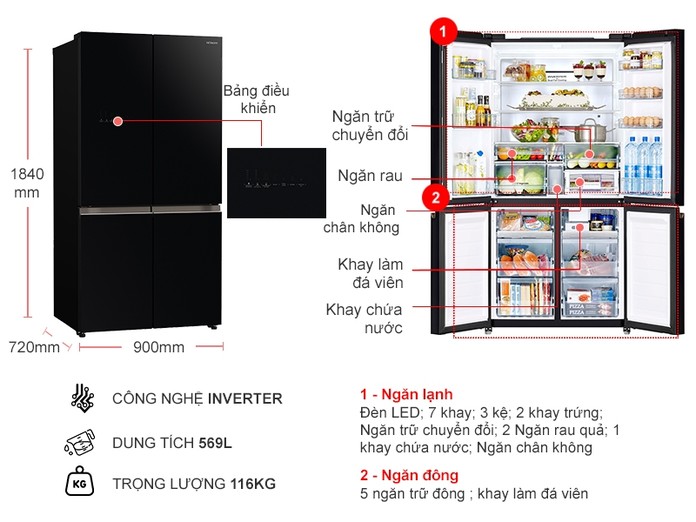 HITACHI
1
Bảng điều
khiển
Ngăn trữ
chuyển đổi
1840
mm
Ngăn rau
2
Ngăn
chân không
Khay làm
đá viên
Khay chứa
nước
PIZZA
PIZZA
720mm
900mm
CÔNG NGHỆ INVERTER
DUNG TÍCH 569L
KG
TRỌNG LƯỢNG 116KG
1 - Ngăn lạnh
Đèn LED; 7 khay; 3 kệ; 2 khay trứng;
Ngăn trữ chuyển đổi; 2 Ngăn rau quả; 1
khay chứa nước; Ngăn chân không
2 - Ngăn đông
5 ngăn trữ đông ; khay làm đá viên